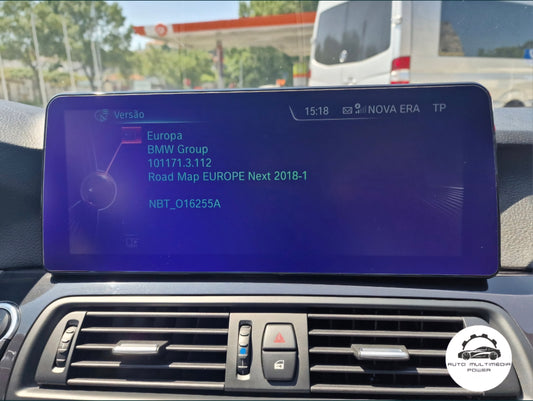 Versão
15:18 NOVA ERA TP
Europa
BMW Group
101171.3.112
Road Map EUROPE Next 2018-1
NBT_O16255A
AUTO MULTIMÉDIA
POWER